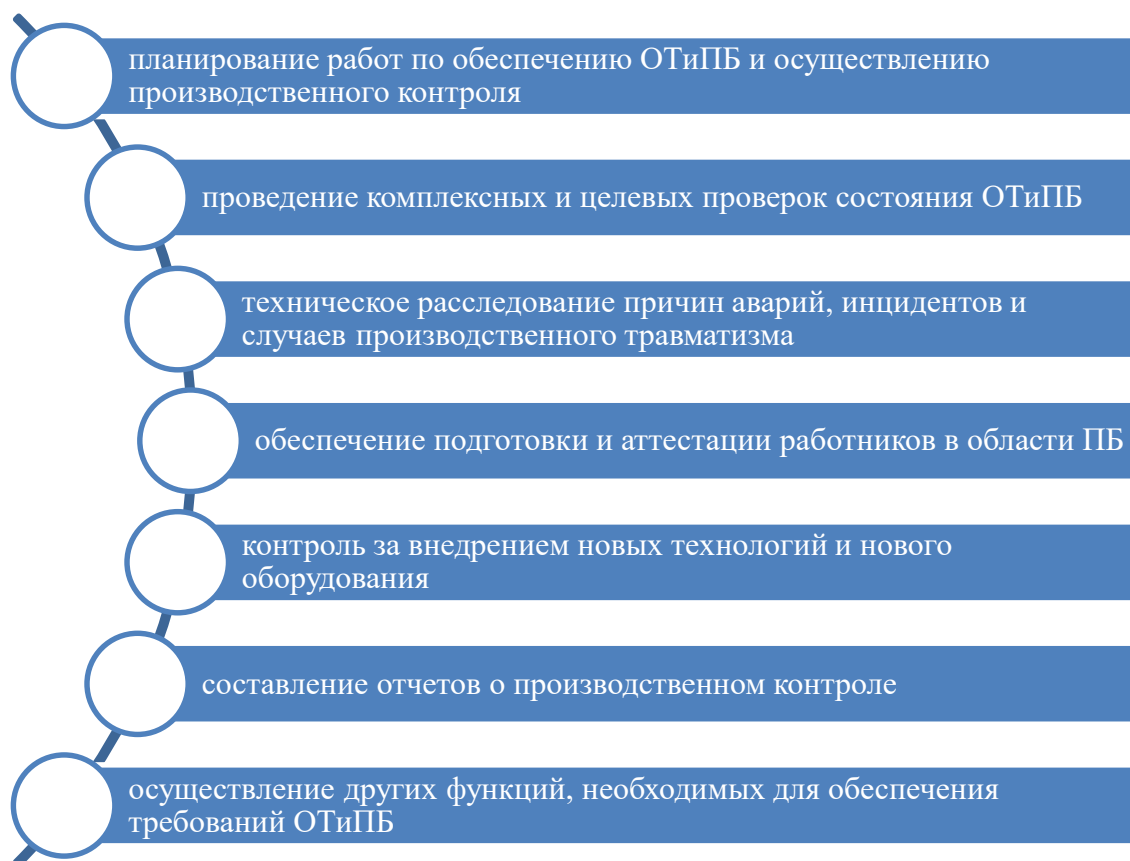 планирование работ по обеспечению ОТиПБ и осуществлению
производственного контроля
проведение комплексных и целевых проверок состояния ОТиПБ
техническое расследование причин аварий, инцидентов и
случаев производственного травматизма
обеспечение подготовки и аттестации работников в области ПБ
контроль за внедрением новых технологий и нового
оборудования
составление отчетов о производственном контроле
осуществление других функций, необходимых для обеспечения
требований ОТиПБ